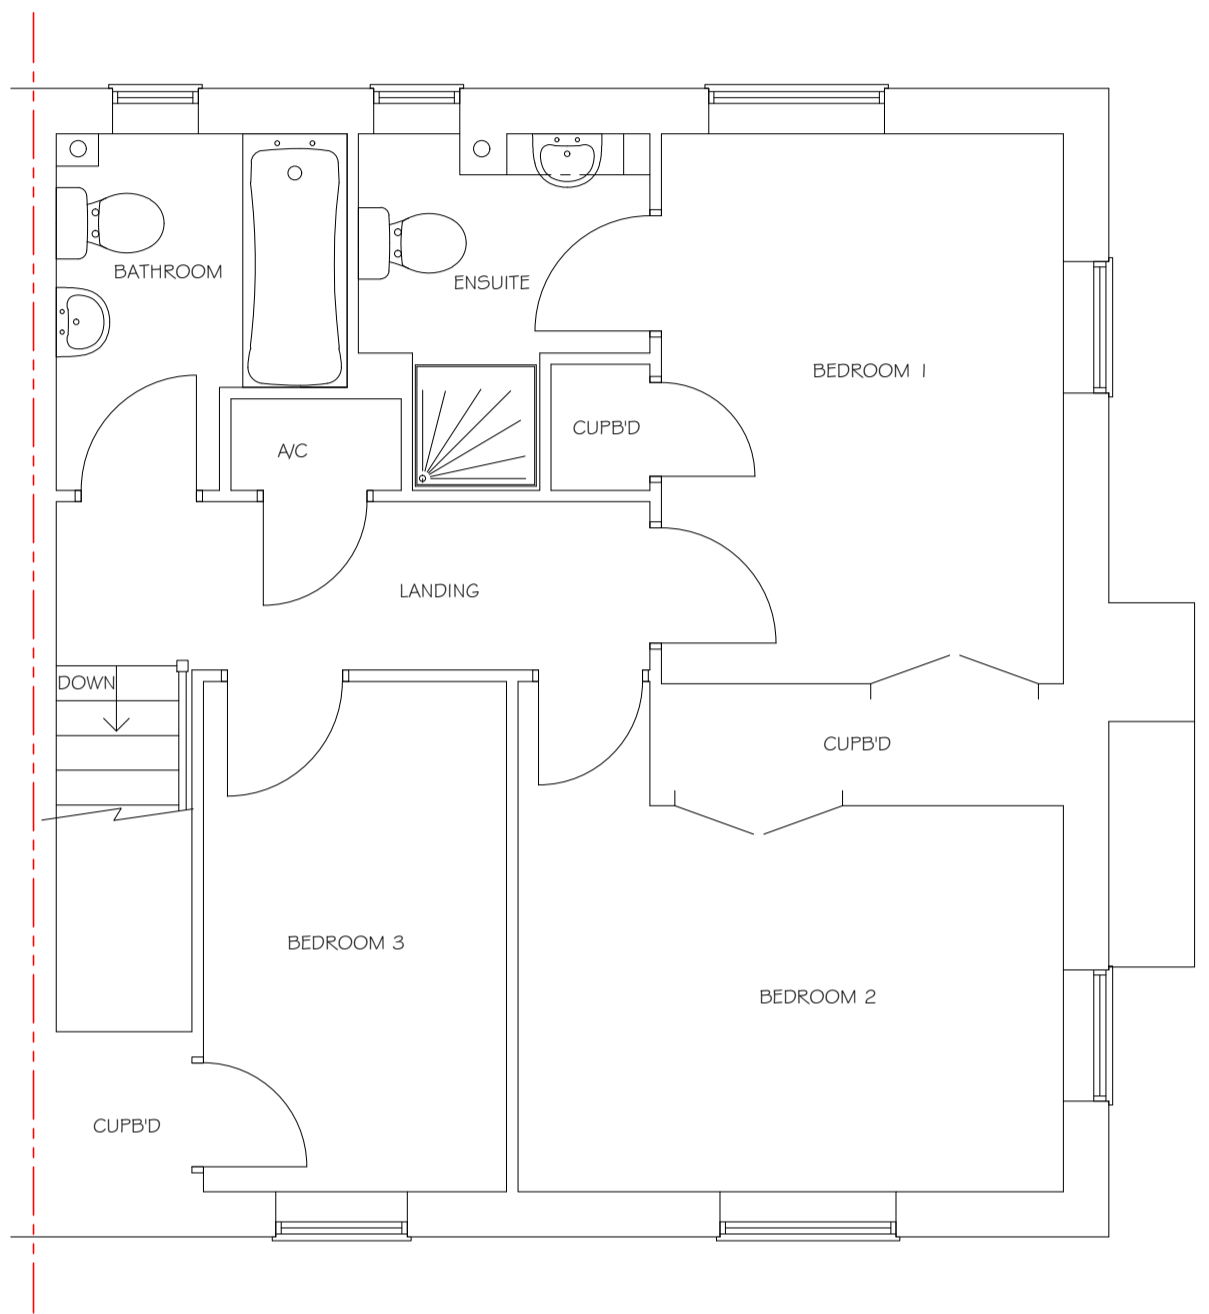 BATHROOM
ENSUITE
BEDROOM 1
CUPB'D
A/C
LANDING
DOWN
CUPB'D
BEDROOM 3
BEDROOM 2
CUPB'D